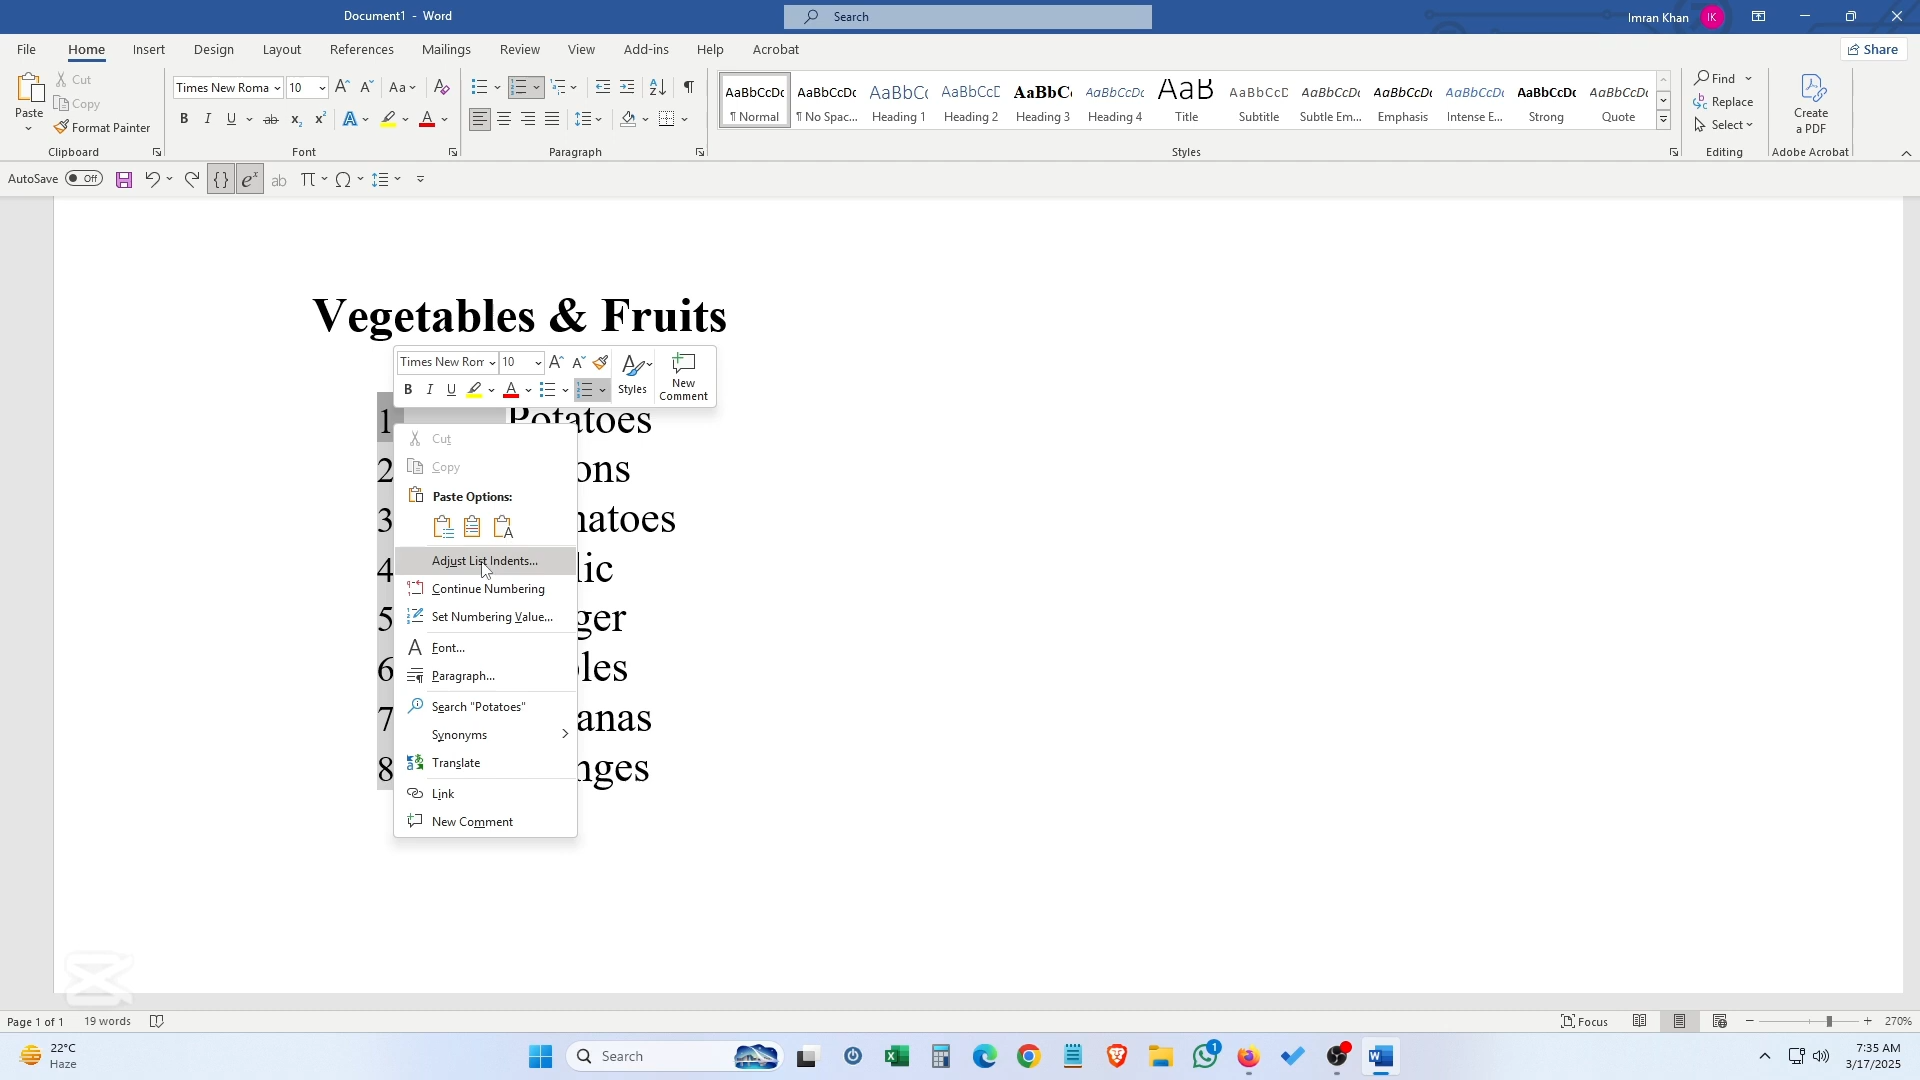 Document1 - Word
Search
Imran Khan IK
File Home Insert Design Layout References Mailings Review View Add-ins Help Acrobat
Share
Paste
Cut
Copy
Format Painter
Clipboard
Times New Roma 10
Font
Paragraph
AaBbCcDc AaBbCcDc AaBbCc AaBbCcE AaBbC AaBbCcDc AaB AaBbCcD AaBbCcDc AaBbCcDc AaBbCcDc AaBbCcDc AaBbCcDc
¶ Normal ¶ No Spac... Heading 1 Heading 2 Heading 3 Heading 4 Title Subtitle Subtle Em... Emphasis Intense E... Strong Quote
Styles
Find
Replace
Select
Editing
Create
a PDF
Adobe Acrobat
AutoSave Off
Vegetables & Fruits
Times New Rom 10
Styles
New
Comment
1 Potatoes
2 ons
3 matoes
4 lic
5 ger
6 les
7 anas
8 nges
Cut
Copy
Paste Options:
Adjust List Indents...
Continue Numbering
Set Numbering Value...
Font...
Paragraph...
Search "Potatoes"
Synonyms
Translate
Link
New Comment
Page 1 of 1 19 words
Focus
270%
22°C
Haze
Search
1
7:35 AM
3/17/2025